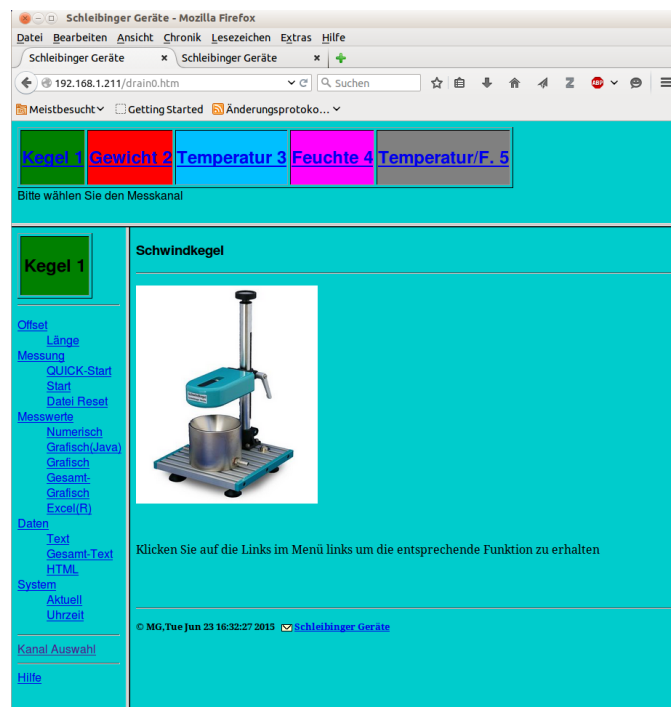 Schleibinger Geräte - Mozilla Firefox
Datei Bearbeiten Ansicht Chronik Lesezeichen Extras Hilfe
Schleibinger Geräte × Schleibinger Geräte ×
192.168.1.211/drain0.htm Suchen
Meistbesucht Getting Started Änderungsprotoko...
Kegel 1 Gewicht 2 Temperatur 3 Feuchte 4 Temperatur/F. 5
Bitte wählen Sie den Messkanal
Kegel 1
Offset
Länge
Messung
QUICK-Start
Start
Datei Reset
Messwerte
Numerisch
Grafisch(Java)
Grafisch
Gesamt-
Grafisch
Excel(R)
Daten
Text
Gesamt-Text
HTML
System
Aktuell
Uhrzeit
Kanal Auswahl
Hilfe
Schwindkegel
Klicken Sie auf die Links im Menü links um die entsprechende Funktion zu erhalten
© MG,Tue Jun 23 16:32:27 2015 Schleibinger Geräte